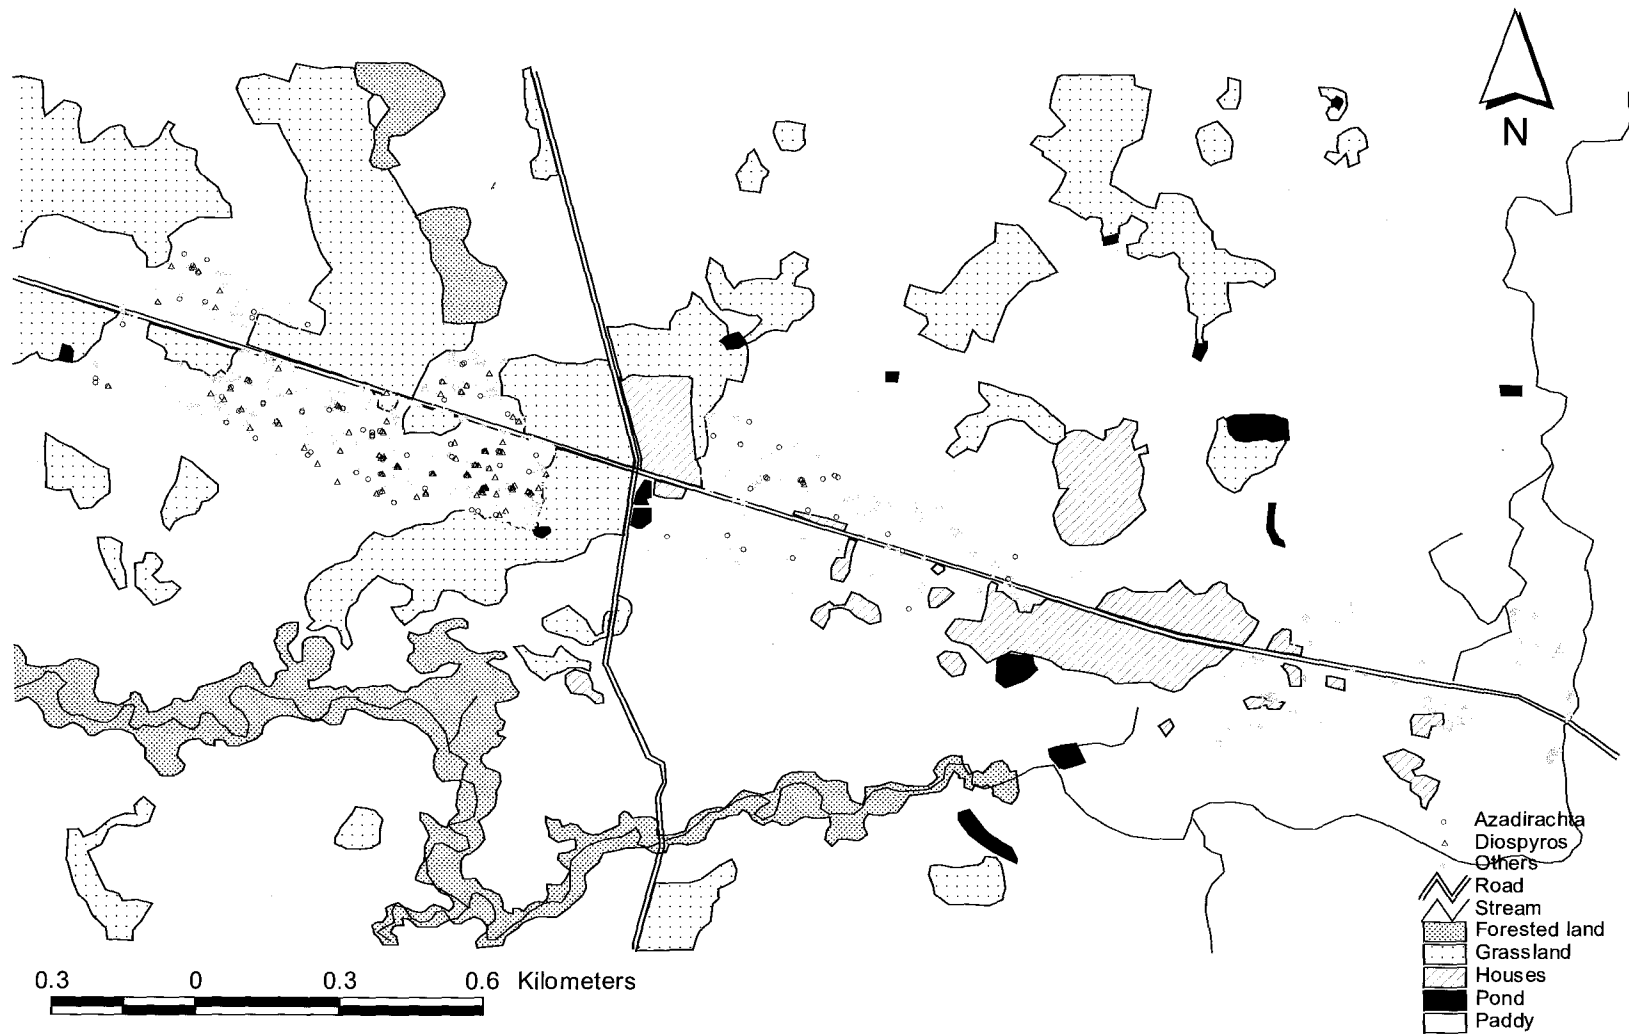 N
Azadirachta
Diospyros
Others
Road
Stream
Forested land
Grassland
Houses
Pond
Paddy
0.3 0 0.3 0.6 Kilometers